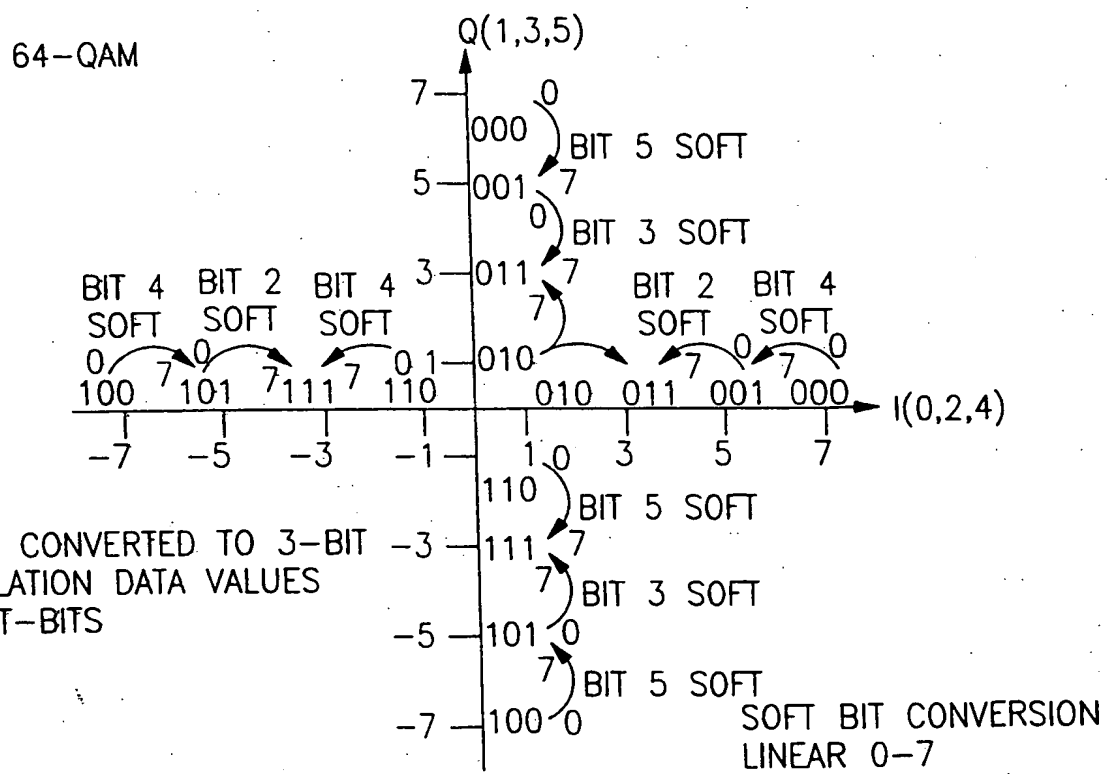 64-QAM
Q(1,3,5)
7
0
000
BIT 5 SOFT
5
001
7
0
BIT 3 SOFT
3
011
7
7
BIT 4
SOFT
BIT 2
SOFT
BIT 4
SOFT
BIT 2
SOFT
BIT 4
SOFT
0
7
0
7
7
0
1
010
7
0
7
0
100
101
111
110
010
011
001
000
I(0,2,4)
-7
-5
-3
-1
1
3
5
7
0
110
BIT 5 SOFT
-3
111
7
7
BIT 3 SOFT
-5
101
0
7
BIT 5 SOFT
-7
100
0
CONVERTED TO 3-BIT
LATION DATA VALUES
T-BITS
SOFT BIT CONVERSION
LINEAR 0-7